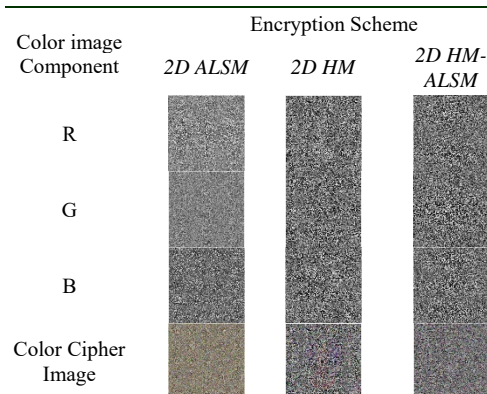 Encryption Scheme
Color image
Component
2D ALSM
2D HM
2D HM-
ALSM
R
G
B
Color Cipher
Image